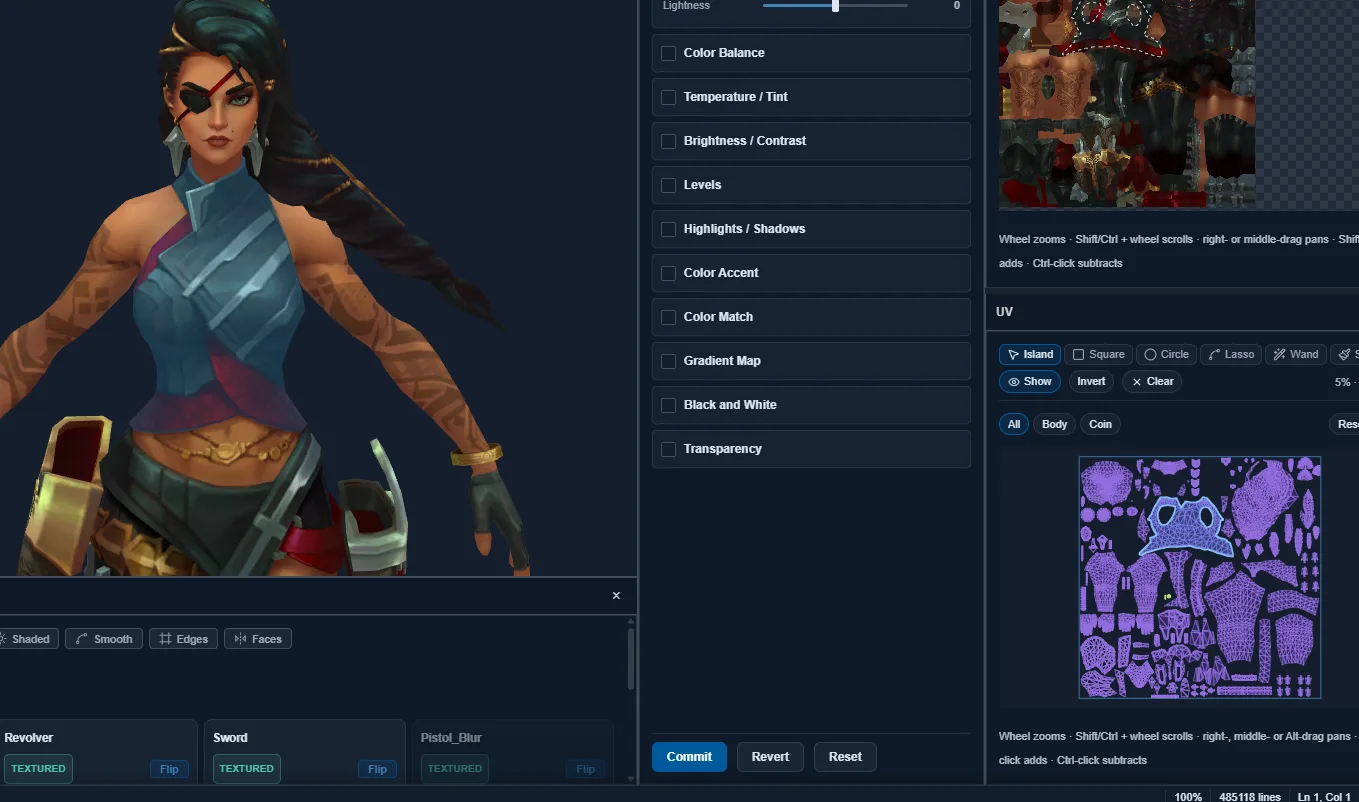 Lightness 0
Color Balance
Temperature / Tint
Brightness / Contrast
Levels
Highlights / Shadows
Color Accent
Color Match
Gradient Map
Black and White
Transparency
Commit Revert Reset
Shaded Smooth Edges Faces
Revolver Sword Pistol_Blur
TEXTURED Flip TEXTURED Flip TEXTURED Flip
Wheel zooms · Shift/Ctrl + wheel scrolls · right- or middle-drag pans · Shif
adds · Ctrl-click subtracts
UV
Island Square Circle Lasso Wand S
Show Invert Clear 5% ·
All Body Coin Rese
Wheel zooms · Shift/Ctrl + wheel scrolls · right-, middle- or Alt-drag pans ·
click adds · Ctrl-click subtracts
100% 485118 lines Ln 1, Col 1